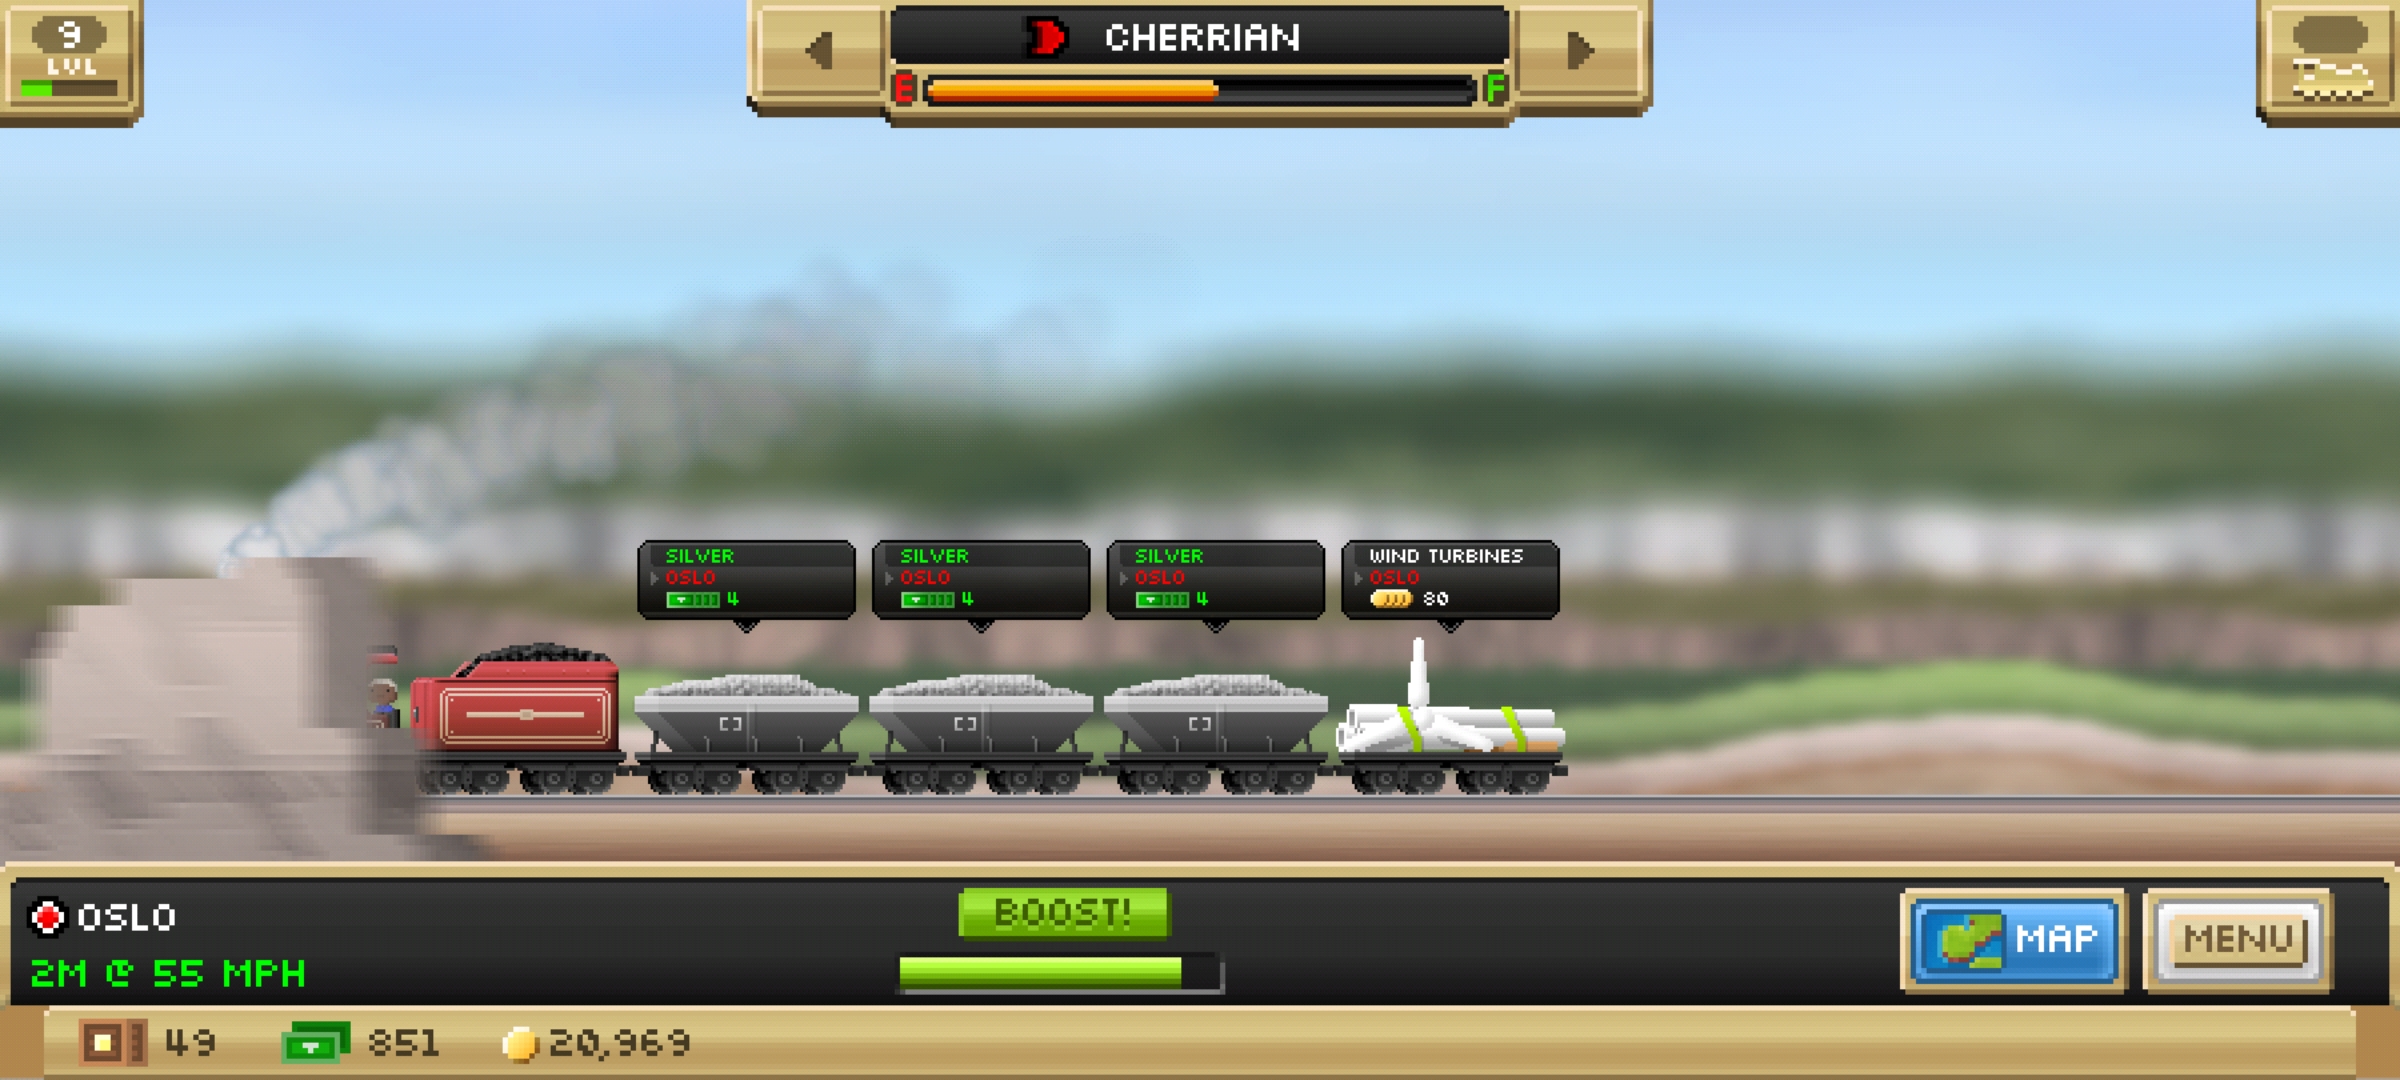 9
LVL
CHERRIAN
E F
SILVER
OSLO
4
SILVER
OSLO
4
SILVER
OSLO
4
WIND TURBINES
OSLO
80
OSLO
2M @ 55 MPH
BOOST!
MAP
MENU
49
851
20,969